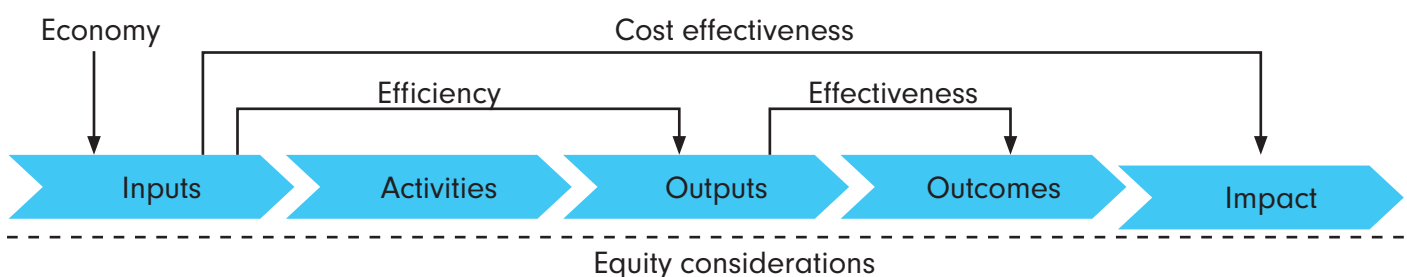 Economy
Cost effectiveness
Efficiency
Effectiveness
Inputs
Activities
Outputs
Outcomes
Impact
Equity considerations